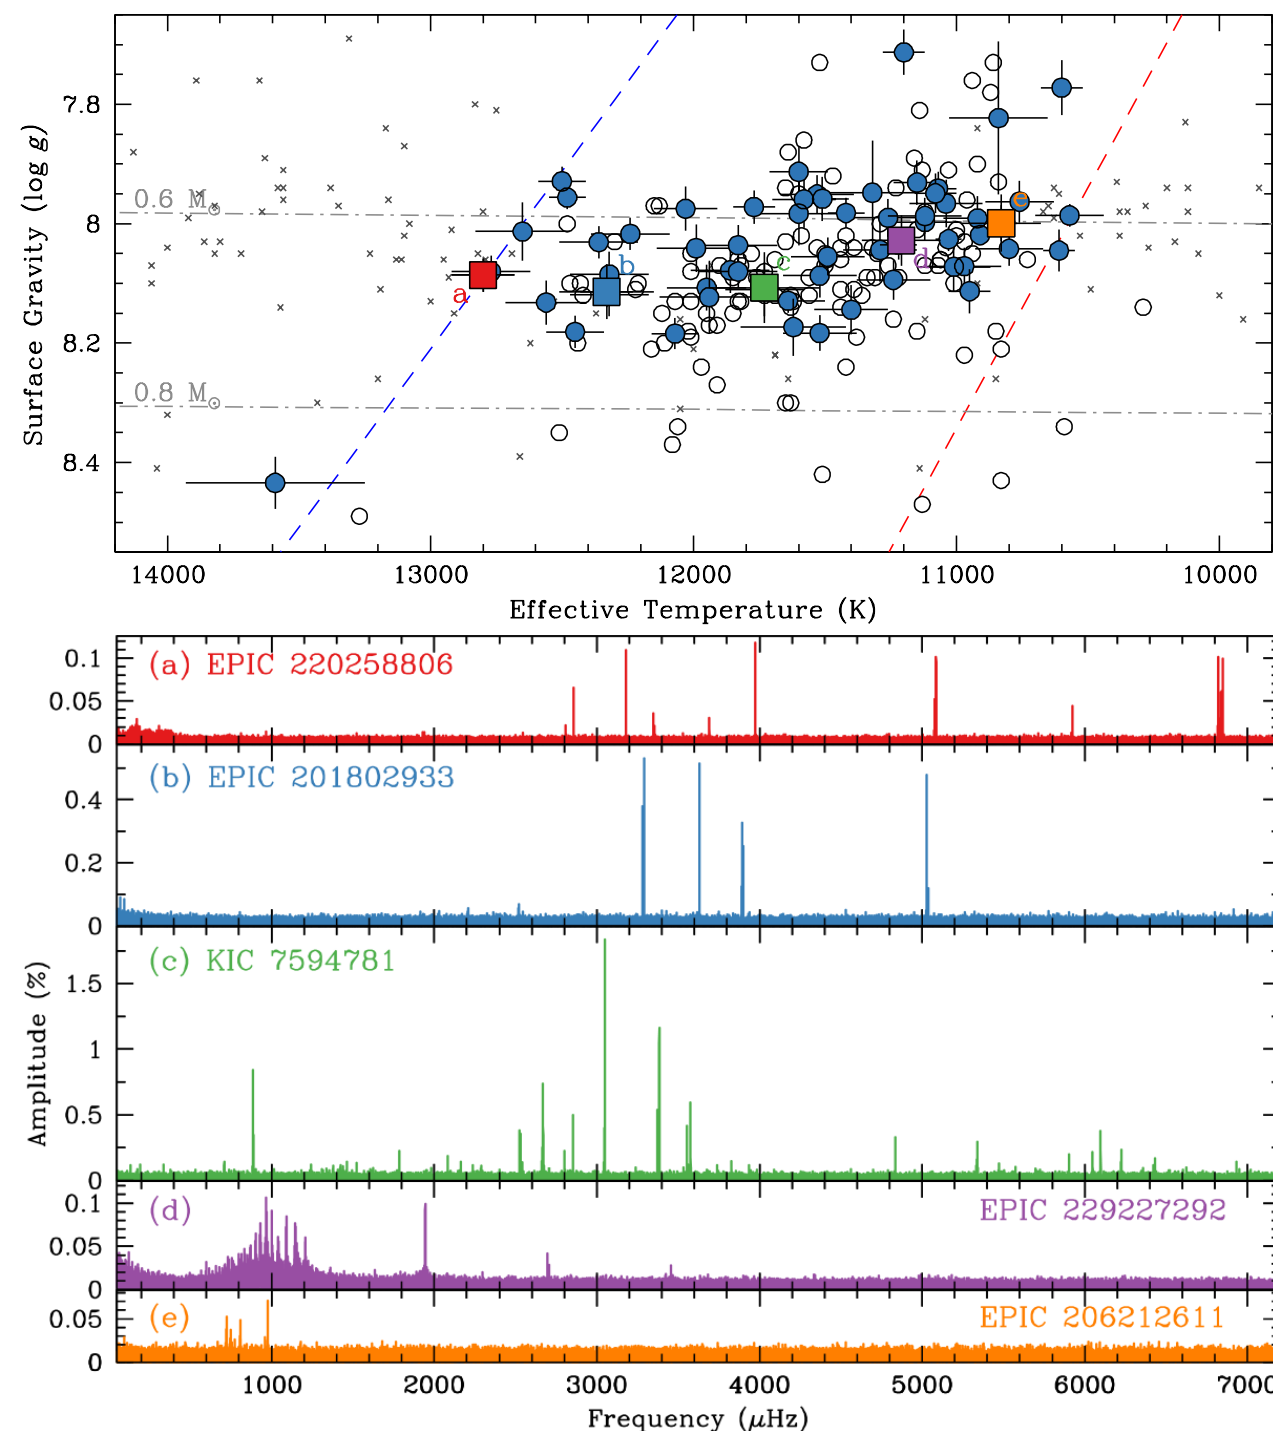 Surface Gravity (log g)
7.8
8
8.2
8.4
0.6 M⊙
0.8 M⊙
a
b
c
d
e
14000 13000 12000 11000 10000
Effective Temperature (K)
Amplitude (%)
(a) EPIC 220258806
0.1
0.05
0
(b) EPIC 201802933
0.4
0.2
0
(c) KIC 7594781
1.5
1
0.5
0
(d) EPIC 229227292
0.1
0.05
0
(e) EPIC 206212611
0.05
0
1000 2000 3000 4000 5000 6000 7000
Frequency (μHz)